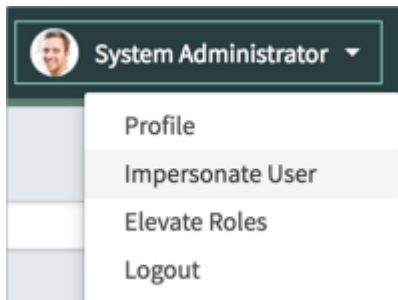 System Administrator
Profile
Impersonate User
Elevate Roles
Logout